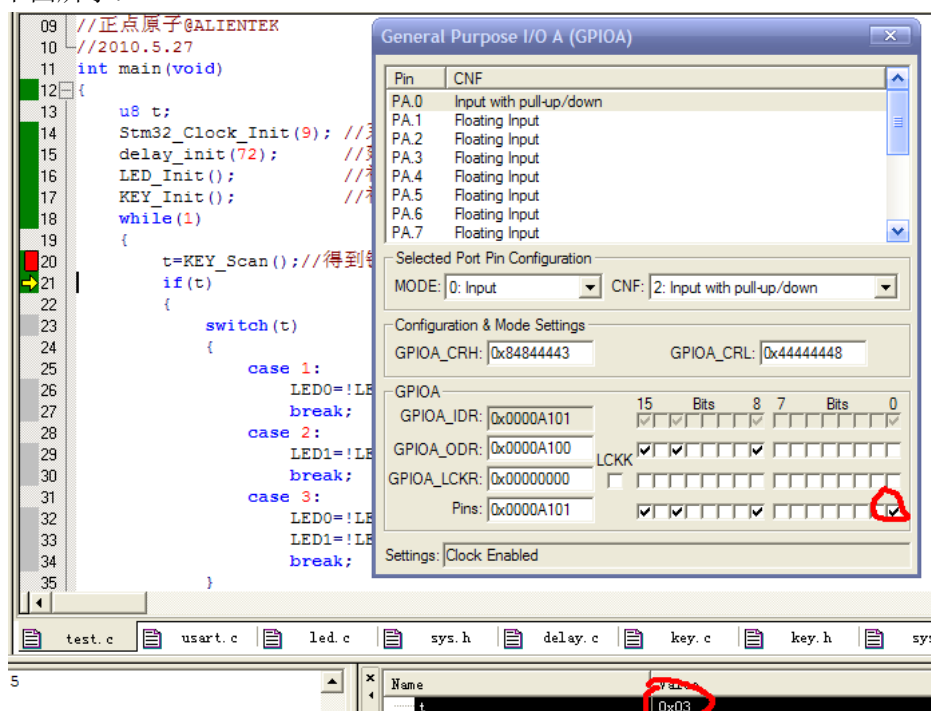 09 //正点原子@ALIENTEK
10 //2010.5.27
11 int main(void)
12 {
13 u8 t;
14 Stm32_Clock_Init(9); //
15 delay_init(72); //
16 LED_Init(); //
17 KEY_Init(); //
18 while(1)
19 {
20 t=KEY_Scan();//得到
21 if(t)
22 {
23 switch(t)
24 {
25 case 1:
26 LED0=!LE
27 break;
28 case 2:
29 LED1=!LE
30 break;
31 case 3:
32 LED0=!LE
33 LED1=!LE
34 break;
35 }
General Purpose I/O A (GPIOA)
Pin CNF
PA.0 Input with pull-up/down
PA.1 Floating Input
PA.2 Floating Input
PA.3 Floating Input
PA.4 Floating Input
PA.5 Floating Input
PA.6 Floating Input
PA.7 Floating Input
Selected Port Pin Configuration
MODE: 0: Input CNF: 2: Input with pull-up/down
Configuration & Mode Settings
GPIOA_CRH: 0x84844443 GPIOA_CRL: 0x44444448
GPIOA
15 Bits 8 7 Bits 0
GPIOA_IDR: 0x0000A101
GPIOA_ODR: 0x0000A100
LCKK
GPIOA_LCKR: 0x00000000
Pins: 0x0000A101
Settings: Clock Enabled
test.c usart.c led.c sys.h delay.c key.c key.h sy
5
Name Value
t 0x03